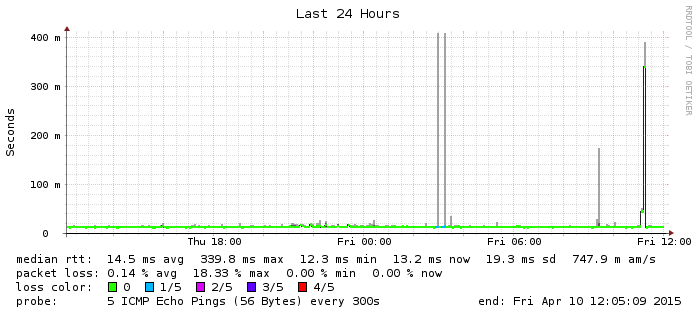 Last 24 Hours
RRDTOOL / TOBI OETIKER
Seconds
400 m
300 m
200 m
100 m
0
Thu 18:00 Fri 00:00 Fri 06:00 Fri 12:00
median rtt: 14.5 ms avg 339.8 ms max 12.3 ms min 13.2 ms now 19.3 ms sd 747.9 m am/s
packet loss: 0.14 % avg 18.33 % max 0.00 % min 0.00 % now
loss color: 0 1/5 2/5 3/5 4/5
probe: 5 ICMP Echo Pings (56 Bytes) every 300s end: Fri Apr 10 12:05:09 2015